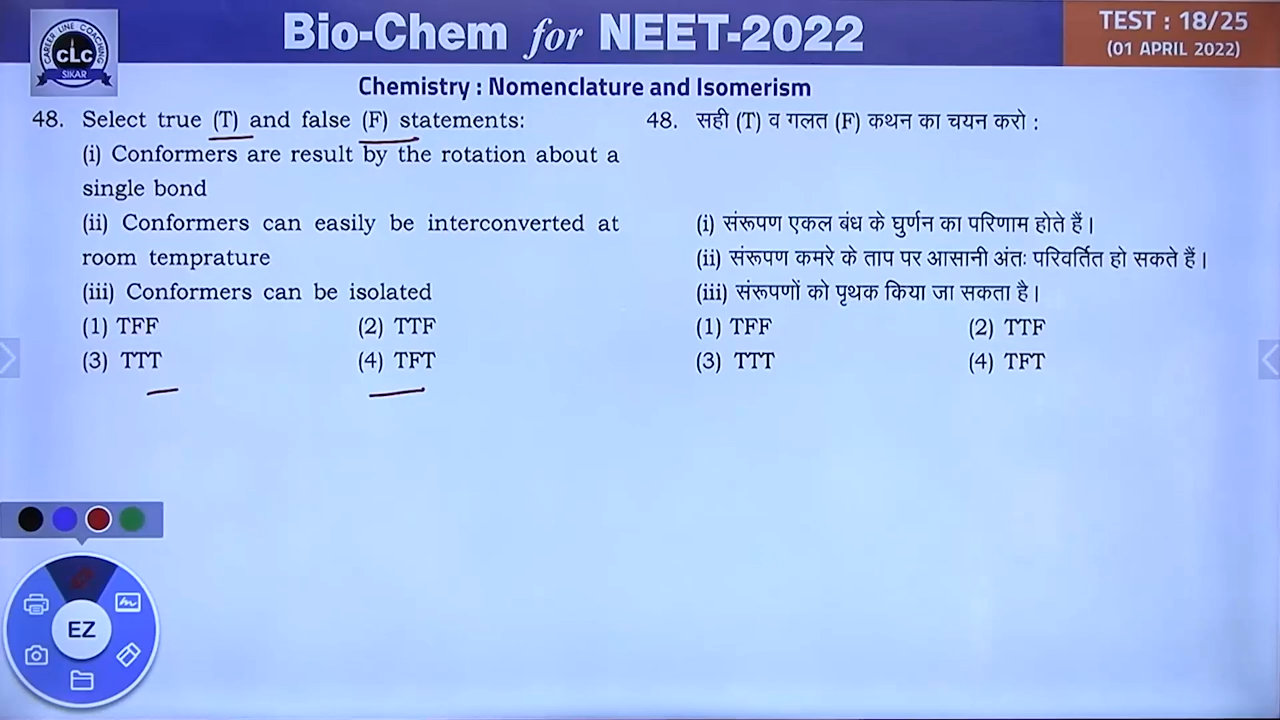 Bio-Chem for NEET-2022
TEST : 18/25
(01 APRIL 2022)
CAREER LINE COACHING
CLC
SIKAR
Chemistry : Nomenclature and Isomerism
48. Select true (T) and false (F) statements:
(i) Conformers are result by the rotation about a
single bond
(ii) Conformers can easily be interconverted at
room temprature
(iii) Conformers can be isolated
(1) TFF (2) TTF
(3) TTT (4) TFT
48. सही (T) व गलत (F) कथन का चयन करो :
(i) संरूपण एकल बंध के घुर्णन का परिणाम होते हैं।
(ii) संरूपण कमरे के ताप पर आसानी अंतः परिवर्तित हो सकते हैं।
(iii) संरूपणों को पृथक किया जा सकता है।
(1) TFF (2) TTF
(3) TTT (4) TFT
EZ